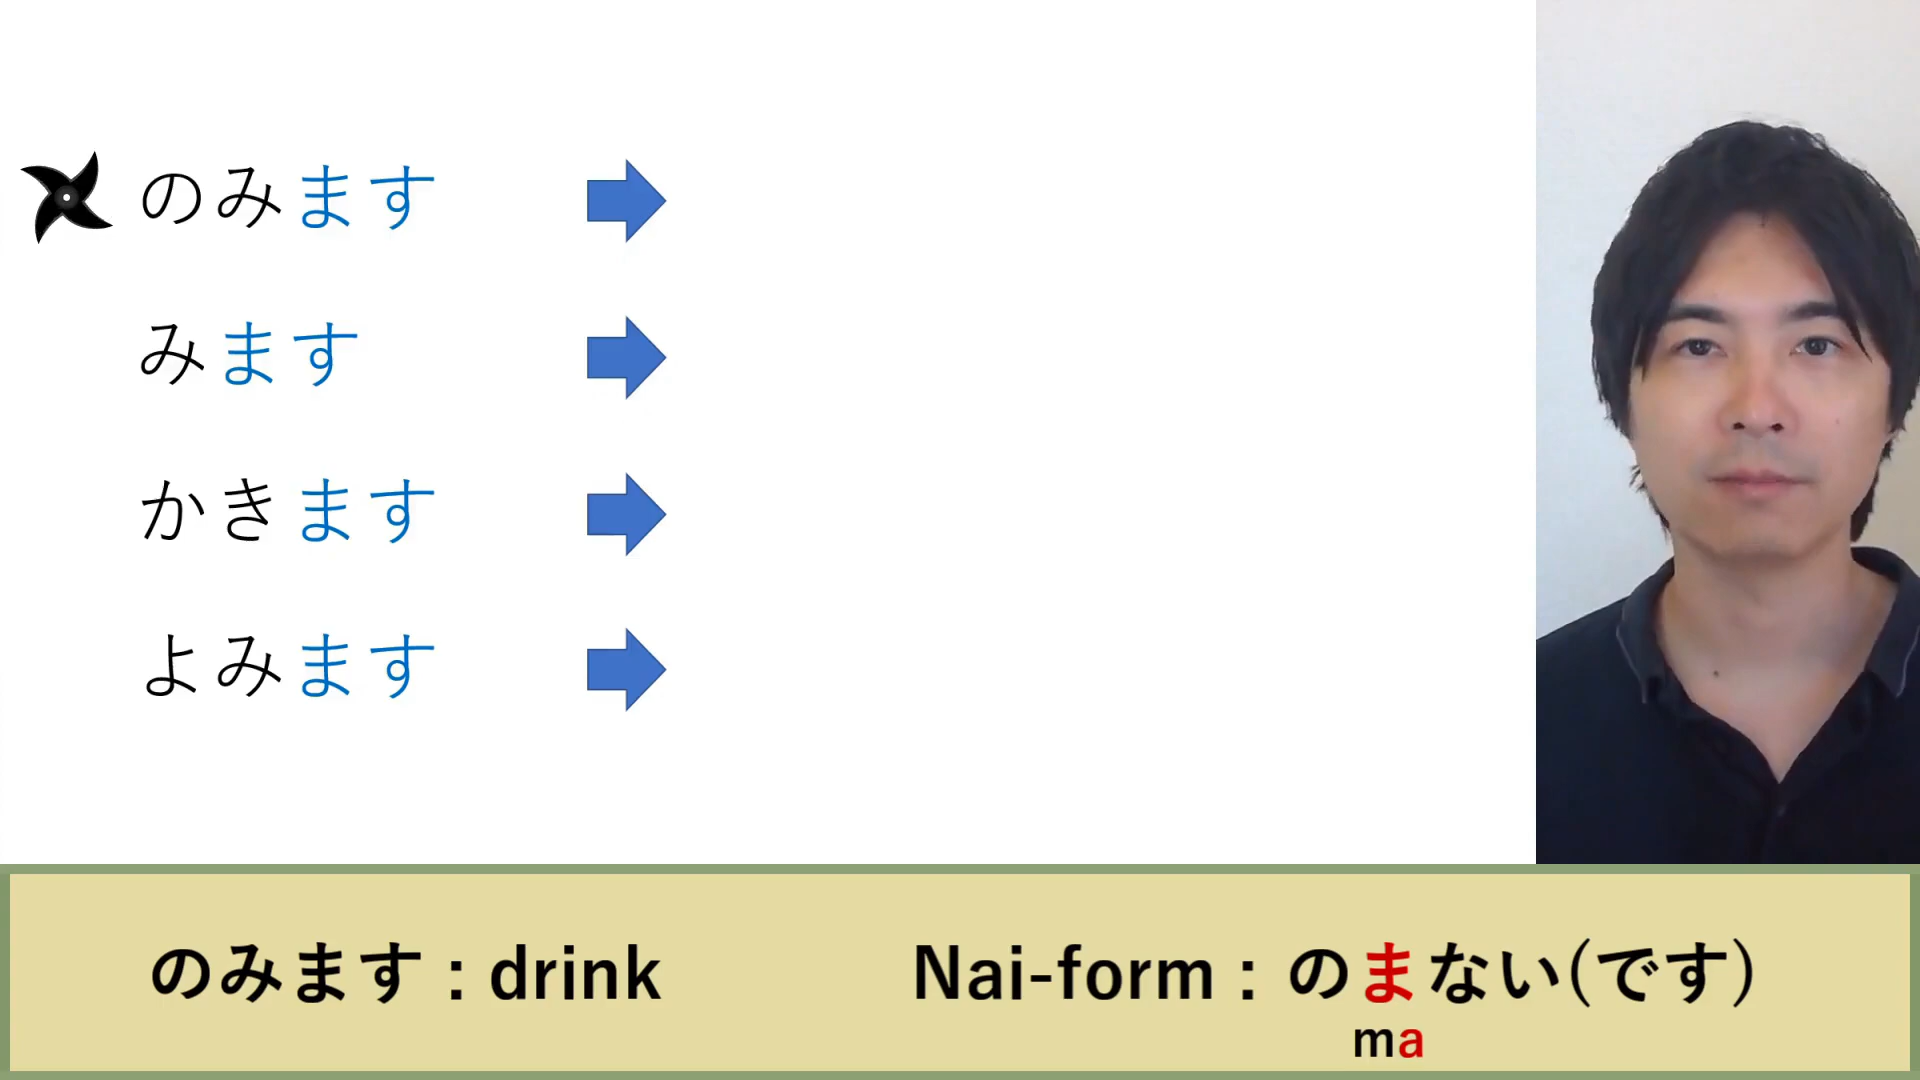 のみます
みます
かきます
よみます
のみます : drink
Nai-form : のまない(です)
ma